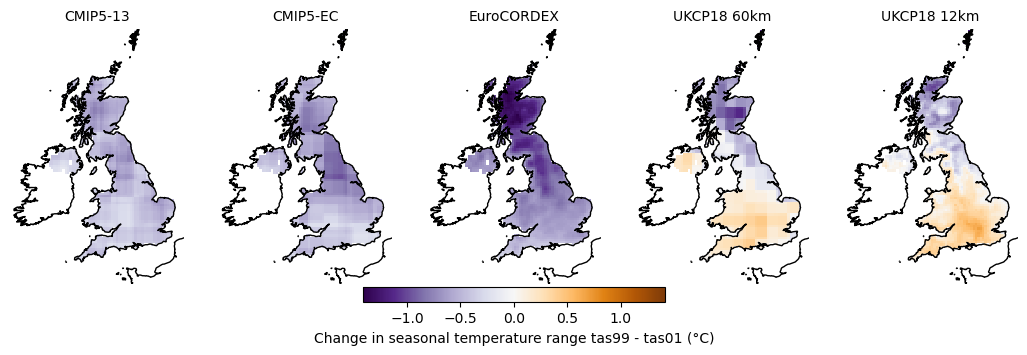 CMIP5-13 CMIP5-EC EuroCORDEX UKCP18 60km UKCP18 12km
−1.0 −0.5 0.0 0.5 1.0
Change in seasonal temperature range tas99 - tas01 (°C)